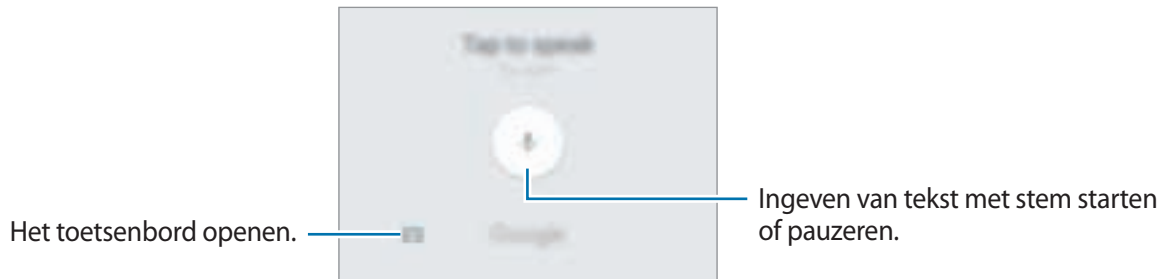 Tap to speak
Ingeven van tekst met stem starten
of pauzeren.
Het toetsenbord openen.
Google